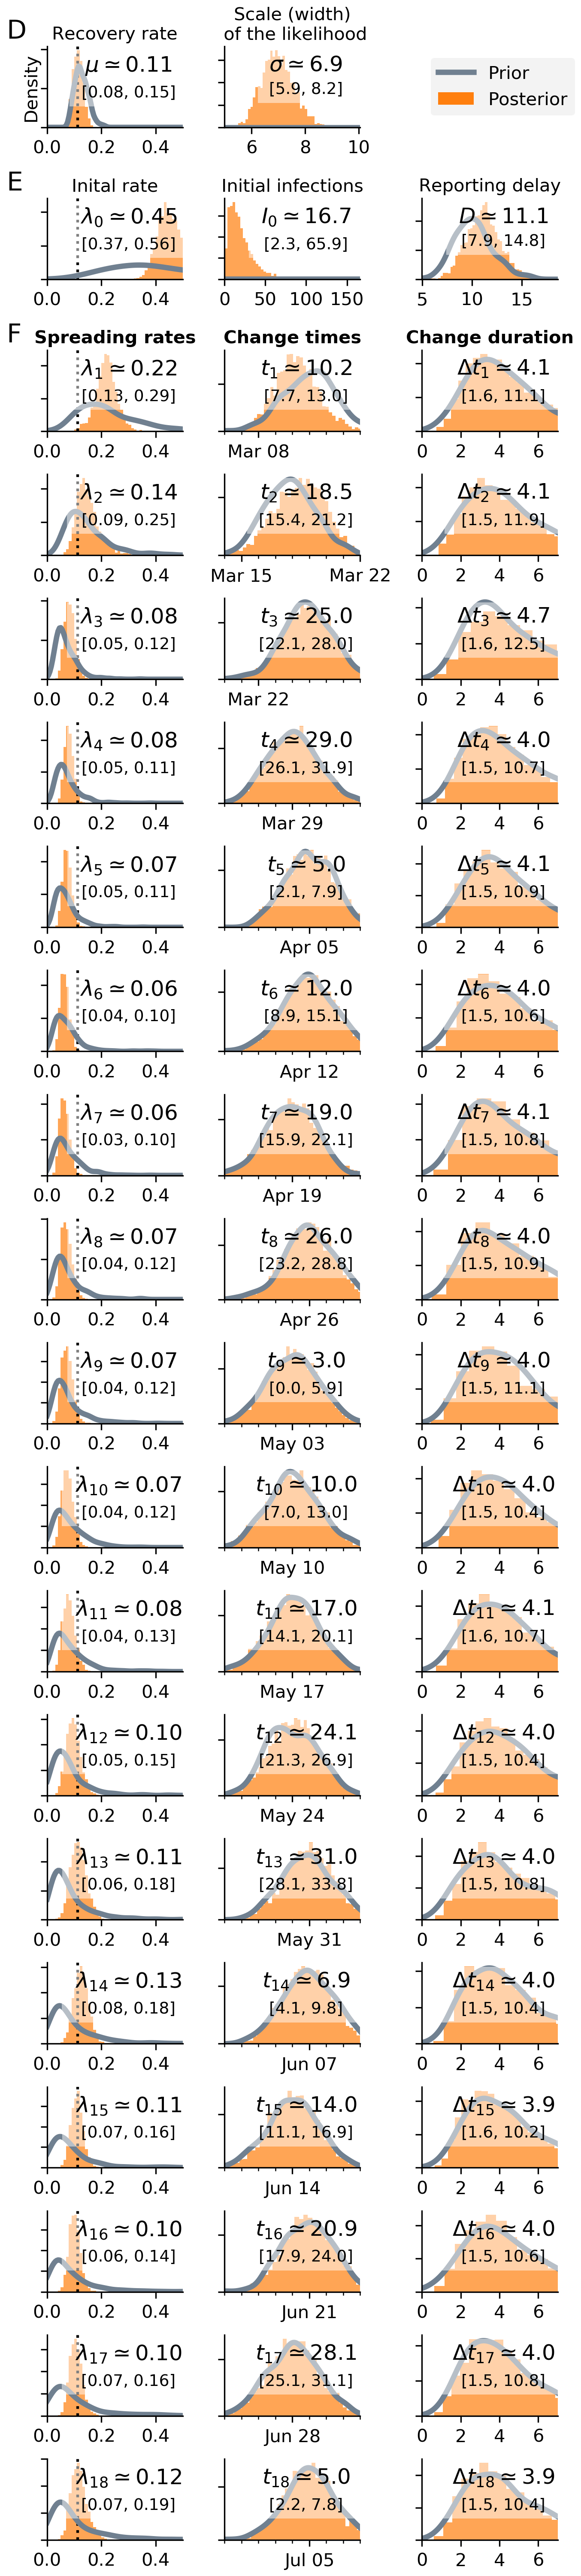 D
Recovery rate
Scale (width)
of the likelihood
Density
μ≃0.11
[0.08, 0.15]
σ≃6.9
[5.9, 8.2]
Prior
Posterior
0.0 0.2 0.4
6 8 10
E
Inital rate
Initial infections
Reporting delay
λ0≃0.45
[0.37, 0.56]
I0≃16.7
[2.3, 65.9]
D≃11.1
[7.9, 14.8]
0.0 0.2 0.4
0 50 100 150
5 10 15
F
Spreading rates
Change times
Change duration
λ1≃0.22
[0.13, 0.29]
t1≃10.2
[7.7, 13.0]
Δt1≃4.1
[1.6, 11.1]
0.0 0.2 0.4
Mar 08
0 2 4 6
λ2≃0.14
[0.09, 0.25]
t2≃18.5
[15.4, 21.2]
Δt2≃4.1
[1.5, 11.9]
0.0 0.2 0.4
Mar 15 Mar 22
0 2 4 6
λ3≃0.08
[0.05, 0.12]
t3≃25.0
[22.1, 28.0]
Δt3≃4.7
[1.6, 12.5]
0.0 0.2 0.4
Mar 22
0 2 4 6
λ4≃0.08
[0.05, 0.11]
t4≃29.0
[26.1, 31.9]
Δt4≃4.0
[1.5, 10.7]
0.0 0.2 0.4
Mar 29
0 2 4 6
λ5≃0.07
[0.05, 0.11]
t5≃5.0
[2.1, 7.9]
Δt5≃4.1
[1.5, 10.9]
0.0 0.2 0.4
Apr 05
0 2 4 6
λ6≃0.06
[0.04, 0.10]
t6≃12.0
[8.9, 15.1]
Δt6≃4.0
[1.5, 10.6]
0.0 0.2 0.4
Apr 12
0 2 4 6
λ7≃0.06
[0.03, 0.10]
t7≃19.0
[15.9, 22.1]
Δt7≃4.1
[1.5, 10.8]
0.0 0.2 0.4
Apr 19
0 2 4 6
λ8≃0.07
[0.04, 0.12]
t8≃26.0
[23.2, 28.8]
Δt8≃4.0
[1.5, 10.9]
0.0 0.2 0.4
Apr 26
0 2 4 6
λ9≃0.07
[0.04, 0.12]
t9≃3.0
[0.0, 5.9]
Δt9≃4.0
[1.5, 11.1]
0.0 0.2 0.4
May 03
0 2 4 6
λ10≃0.07
[0.04, 0.12]
t10≃10.0
[7.0, 13.0]
Δt10≃4.0
[1.5, 10.4]
0.0 0.2 0.4
May 10
0 2 4 6
λ11≃0.08
[0.04, 0.13]
t11≃17.0
[14.1, 20.1]
Δt11≃4.1
[1.6, 10.7]
0.0 0.2 0.4
May 17
0 2 4 6
λ12≃0.10
[0.05, 0.15]
t12≃24.1
[21.3, 26.9]
Δt12≃4.0
[1.5, 10.4]
0.0 0.2 0.4
May 24
0 2 4 6
λ13≃0.11
[0.06, 0.18]
t13≃31.0
[28.1, 33.8]
Δt13≃4.0
[1.5, 10.8]
0.0 0.2 0.4
May 31
0 2 4 6
λ14≃0.13
[0.08, 0.18]
t14≃6.9
[4.1, 9.8]
Δt14≃4.0
[1.5, 10.4]
0.0 0.2 0.4
Jun 07
0 2 4 6
λ15≃0.11
[0.07, 0.16]
t15≃14.0
[11.1, 16.9]
Δt15≃3.9
[1.6, 10.2]
0.0 0.2 0.4
Jun 14
0 2 4 6
λ16≃0.10
[0.06, 0.14]
t16≃20.9
[17.9, 24.0]
Δt16≃4.0
[1.5, 10.6]
0.0 0.2 0.4
Jun 21
0 2 4 6
λ17≃0.10
[0.07, 0.16]
t17≃28.1
[25.1, 31.1]
Δt17≃4.0
[1.5, 10.8]
0.0 0.2 0.4
Jun 28
0 2 4 6
λ18≃0.12
[0.07, 0.19]
t18≃5.0
[2.2, 7.8]
Δt18≃3.9
[1.5, 10.4]
0.0 0.2 0.4
Jul 05
0 2 4 6